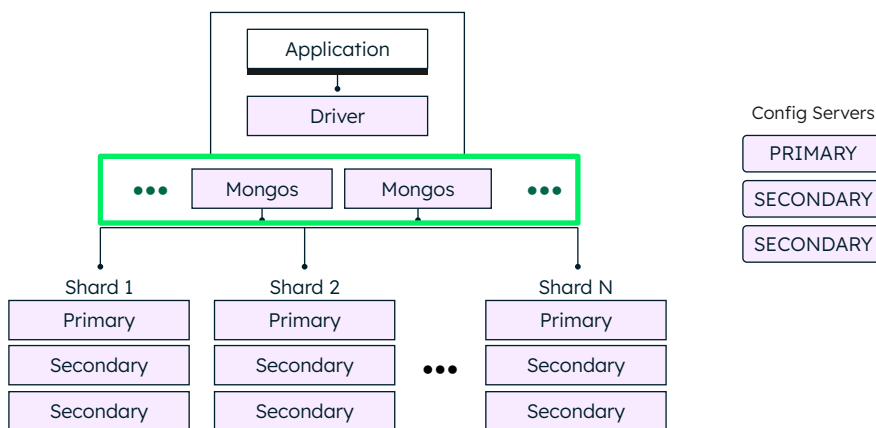 Application
Driver
Config Servers
PRIMARY
SECONDARY
SECONDARY
••• Mongos Mongos •••
Shard 1 Shard 2 Shard N
Primary Primary Primary
Secondary Secondary ••• Secondary
Secondary Secondary Secondary